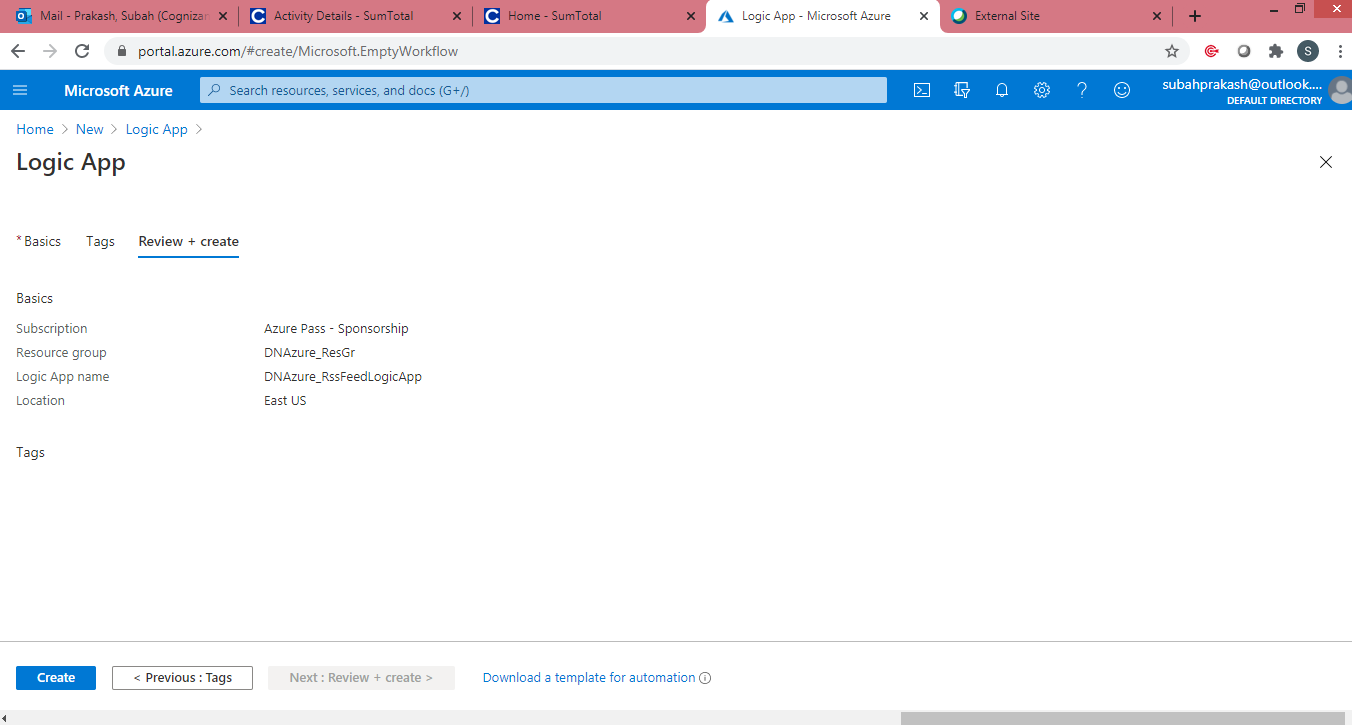 Mail - Prakash, Subah (Cognizan
Activity Details - SumTotal
Home - SumTotal
Logic App - Microsoft Azure
External Site
portal.azure.com/#create/Microsoft.EmptyWorkflow
S
Microsoft Azure
Search resources, services, and docs (G+/)
subahprakash@outlook....
DEFAULT DIRECTORY
Home > New > Logic App >
Logic App
* Basics Tags Review + create
Basics
Subscription Azure Pass - Sponsorship
Resource group DNAzure_ResGr
Logic App name DNAzure_RssFeedLogicApp
Location East US
Tags
Create < Previous : Tags Next : Review + create > Download a template for automation